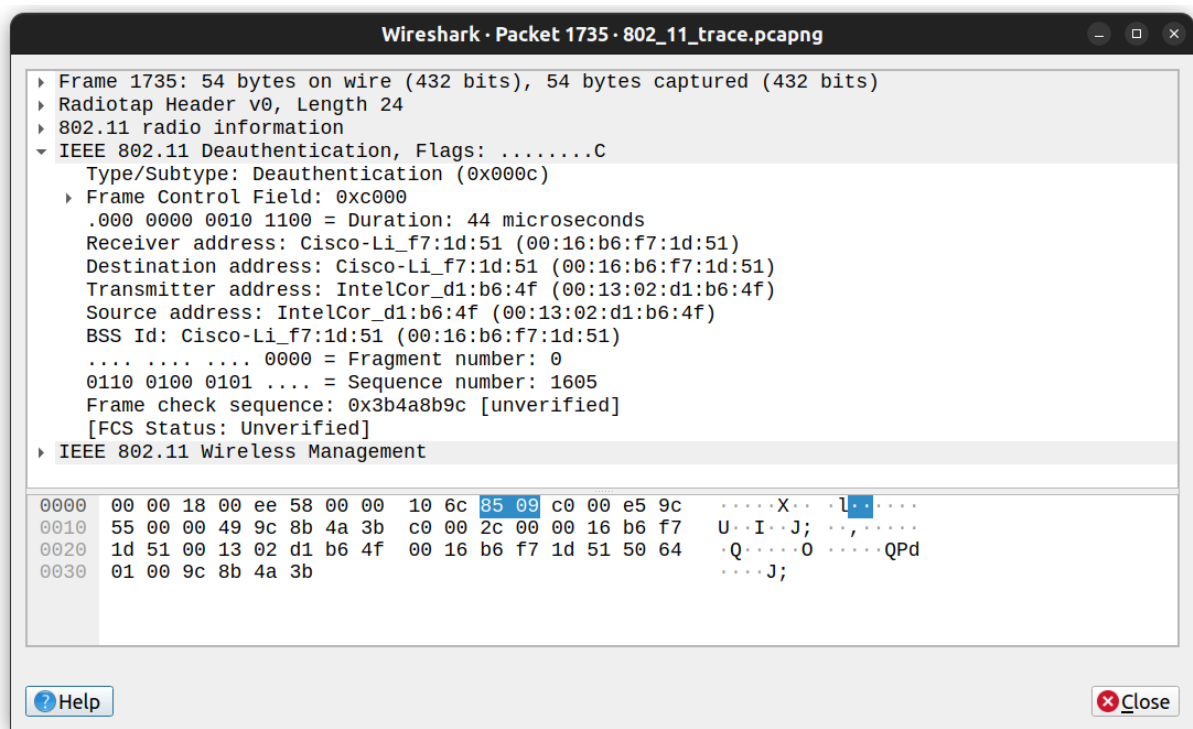 Wireshark · Packet 1735 · 802_11_trace.pcapng
Frame 1735: 54 bytes on wire (432 bits), 54 bytes captured (432 bits)
Radiotap Header v0, Length 24
802.11 radio information
IEEE 802.11 Deauthentication, Flags: ........C
Type/Subtype: Deauthentication (0x000c)
Frame Control Field: 0xc000
.000 0000 0010 1100 = Duration: 44 microseconds
Receiver address: Cisco-Li_f7:1d:51 (00:16:b6:f7:1d:51)
Destination address: Cisco-Li_f7:1d:51 (00:16:b6:f7:1d:51)
Transmitter address: IntelCor_d1:b6:4f (00:13:02:d1:b6:4f)
Source address: IntelCor_d1:b6:4f (00:13:02:d1:b6:4f)
BSS Id: Cisco-Li_f7:1d:51 (00:16:b6:f7:1d:51)
.... .... .... 0000 = Fragment number: 0
0110 0100 0101 .... = Sequence number: 1605
Frame check sequence: 0x3b4a8b9c [unverified]
[FCS Status: Unverified]
IEEE 802.11 Wireless Management
0000 00 00 18 00 ee 58 00 00 10 6c 85 09 c0 00 e5 9c ·····X·· ·l······
0010 55 00 00 49 9c 8b 4a 3b c0 00 2c 00 00 16 b6 f7 U··I··J; ··,·····
0020 1d 51 00 13 02 d1 b6 4f 00 16 b6 f7 1d 51 50 64 ·Q·····O ·····QPd
0030 01 00 9c 8b 4a 3b ····J;
Help
Close